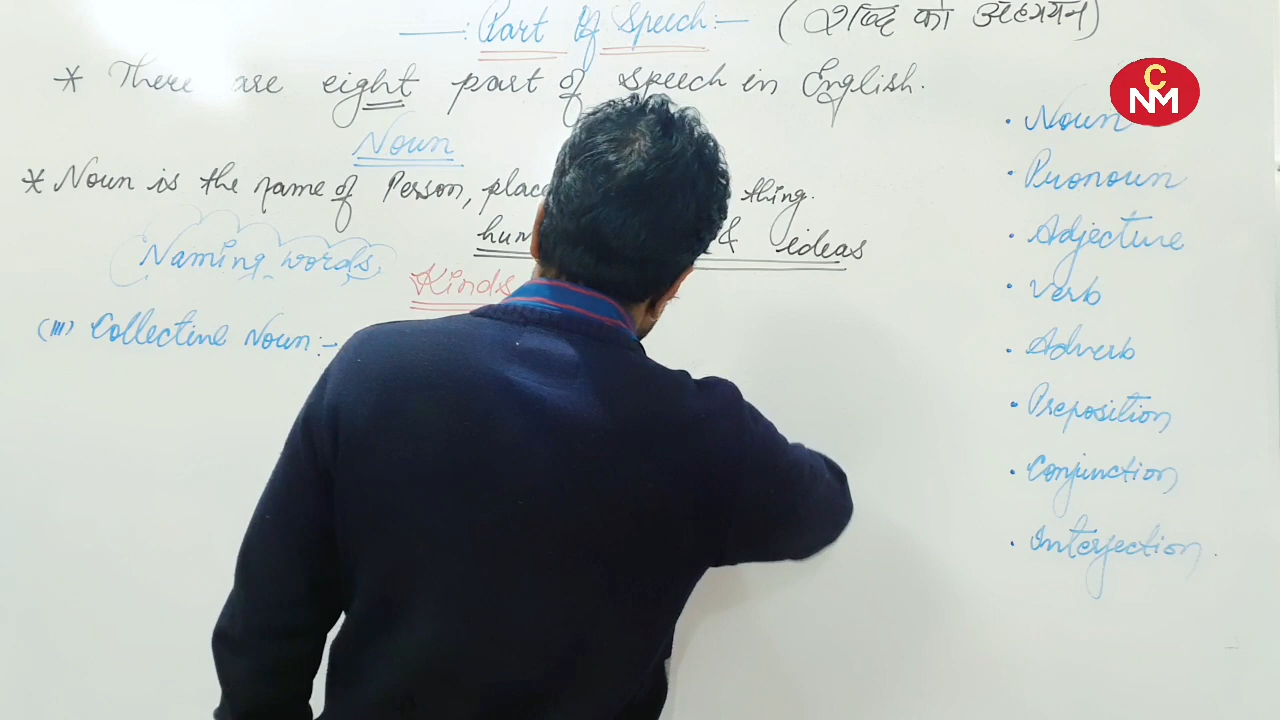 Part Of Speech:- (शब्दि का अध्ययन)
* There are eight part of speech in English.
Noun
* Noun is the name of Person, place thing.
hum & ideas
Naming words,
Kinds
(III) Collective Noun:-
• Noun
• Pronoun
• Adjective
• Verb
• Adverb
• Preposition
• Conjunction
• Interjection.
C
NM